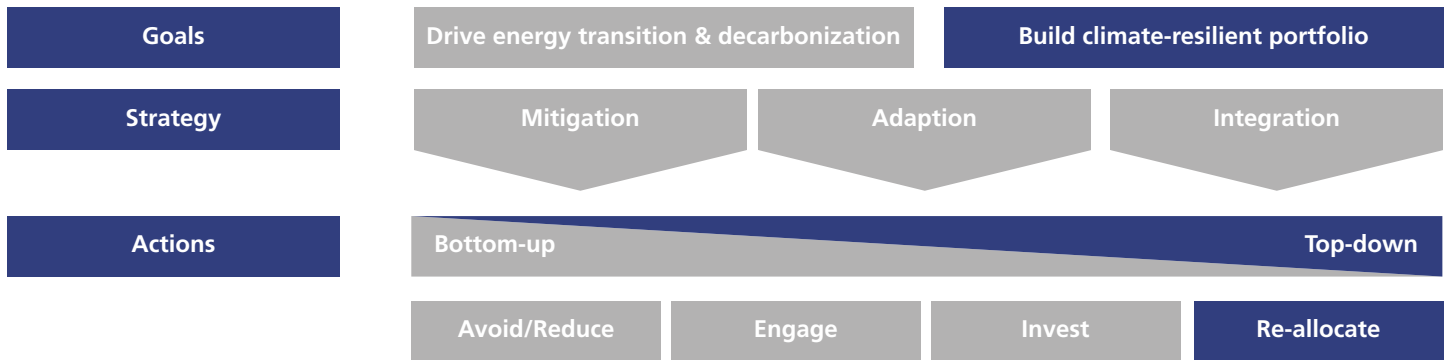 Goals
Drive energy transition & decarbonization
Build climate-resilient portfolio
Strategy
Mitigation
Adaption
Integration
Actions
Bottom-up
Top-down
Avoid/Reduce
Engage
Invest
Re-allocate